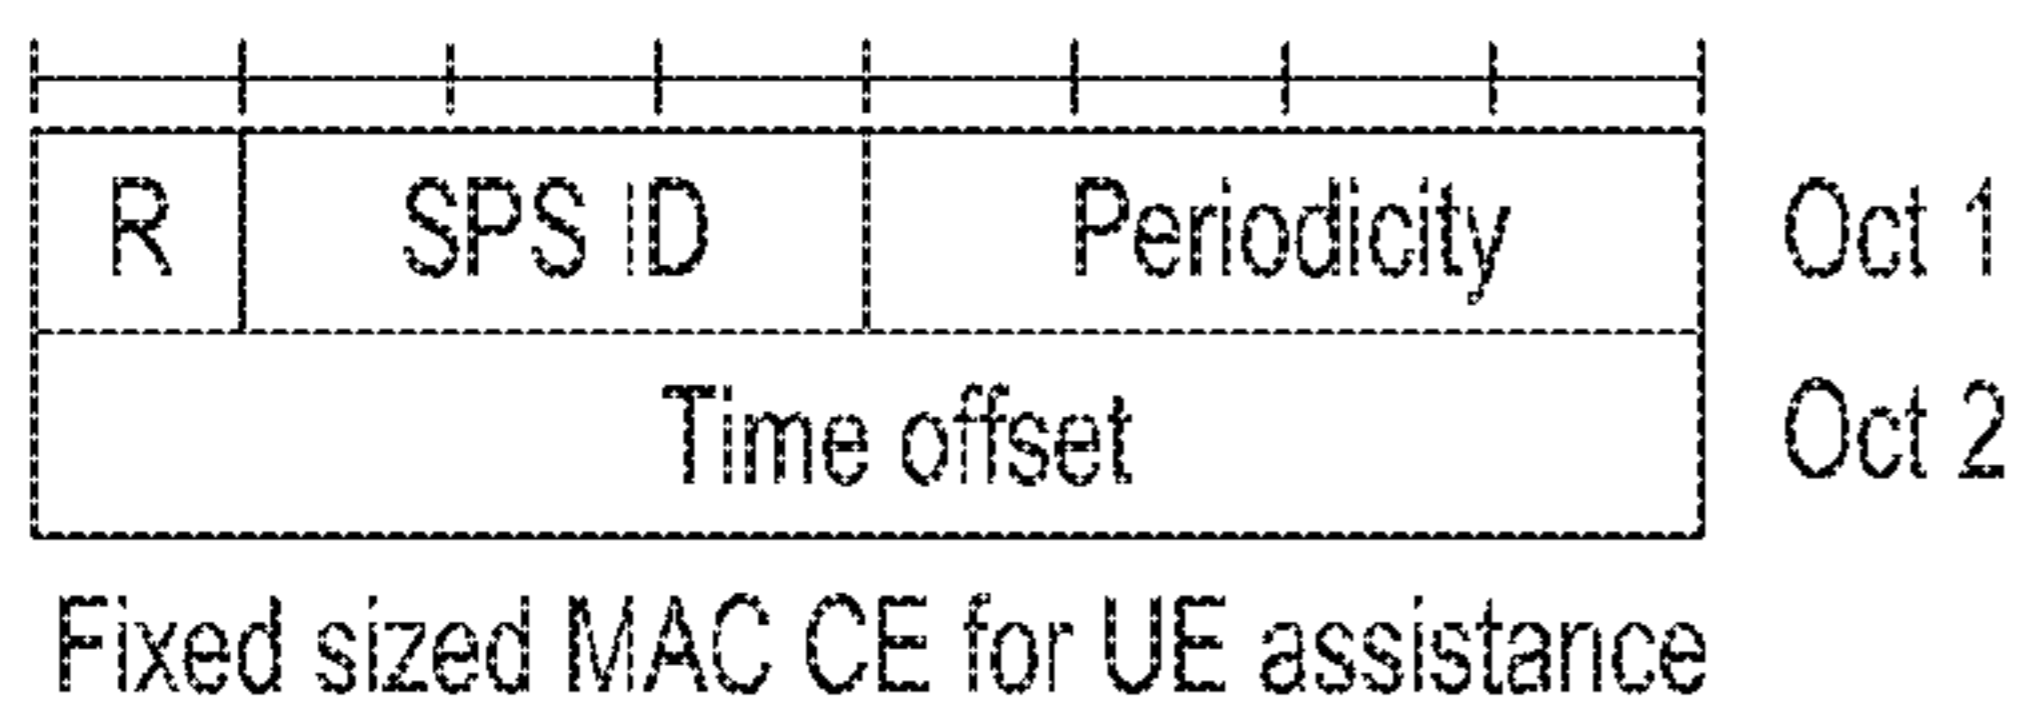 R SPS ID Periodicity Oct 1
Time offset Oct 2
Fixed sized MAC CE for UE assistance